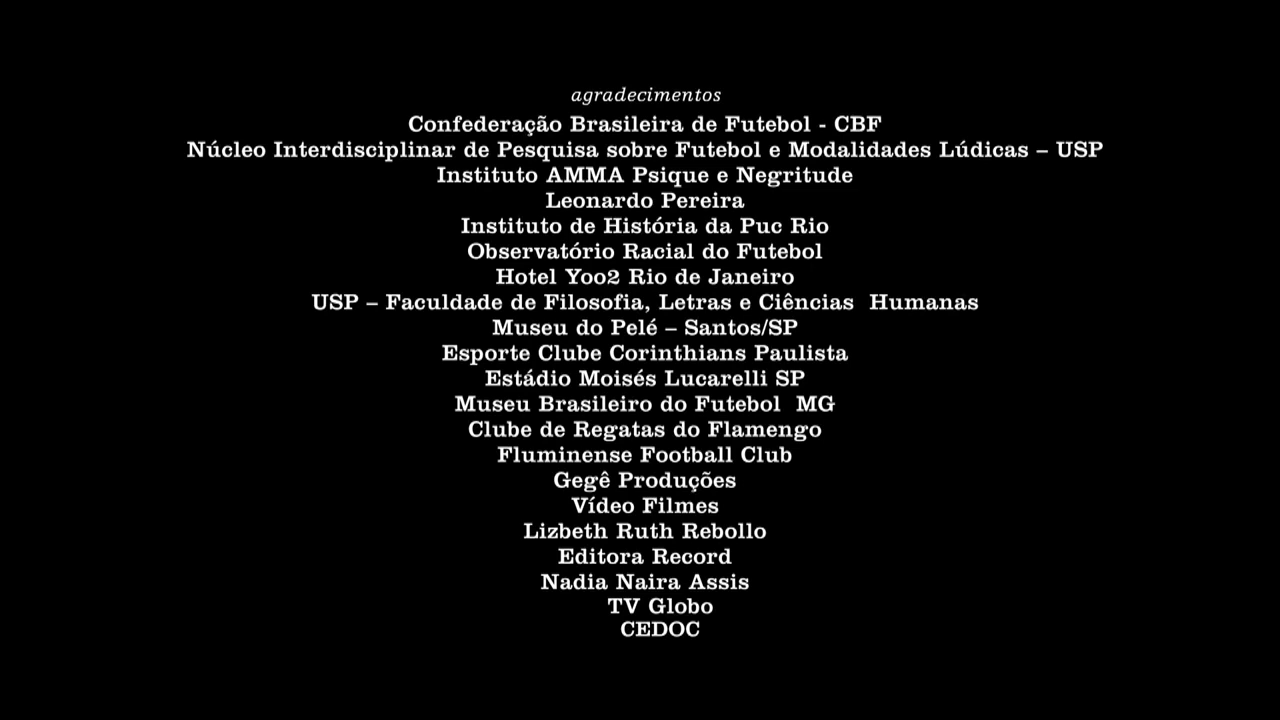 agradecimentos
Confederação Brasileira de Futebol - CBF
Núcleo Interdisciplinar de Pesquisa sobre Futebol e Modalidades Lúdicas – USP
Instituto AMMA Psique e Negritude
Leonardo Pereira
Instituto de História da Puc Rio
Observatório Racial do Futebol
Hotel Yoo2 Rio de Janeiro
USP – Faculdade de Filosofia, Letras e Ciências  Humanas
Museu do Pelé – Santos/SP
Esporte Clube Corinthians Paulista
Estádio Moisés Lucarelli SP
Museu Brasileiro do Futebol  MG
Clube de Regatas do Flamengo
Fluminense Football Club
Gegê Produções
Vídeo Filmes
Lizbeth Ruth Rebollo
Editora Record
Nadia Naira Assis
TV Globo
CEDOC